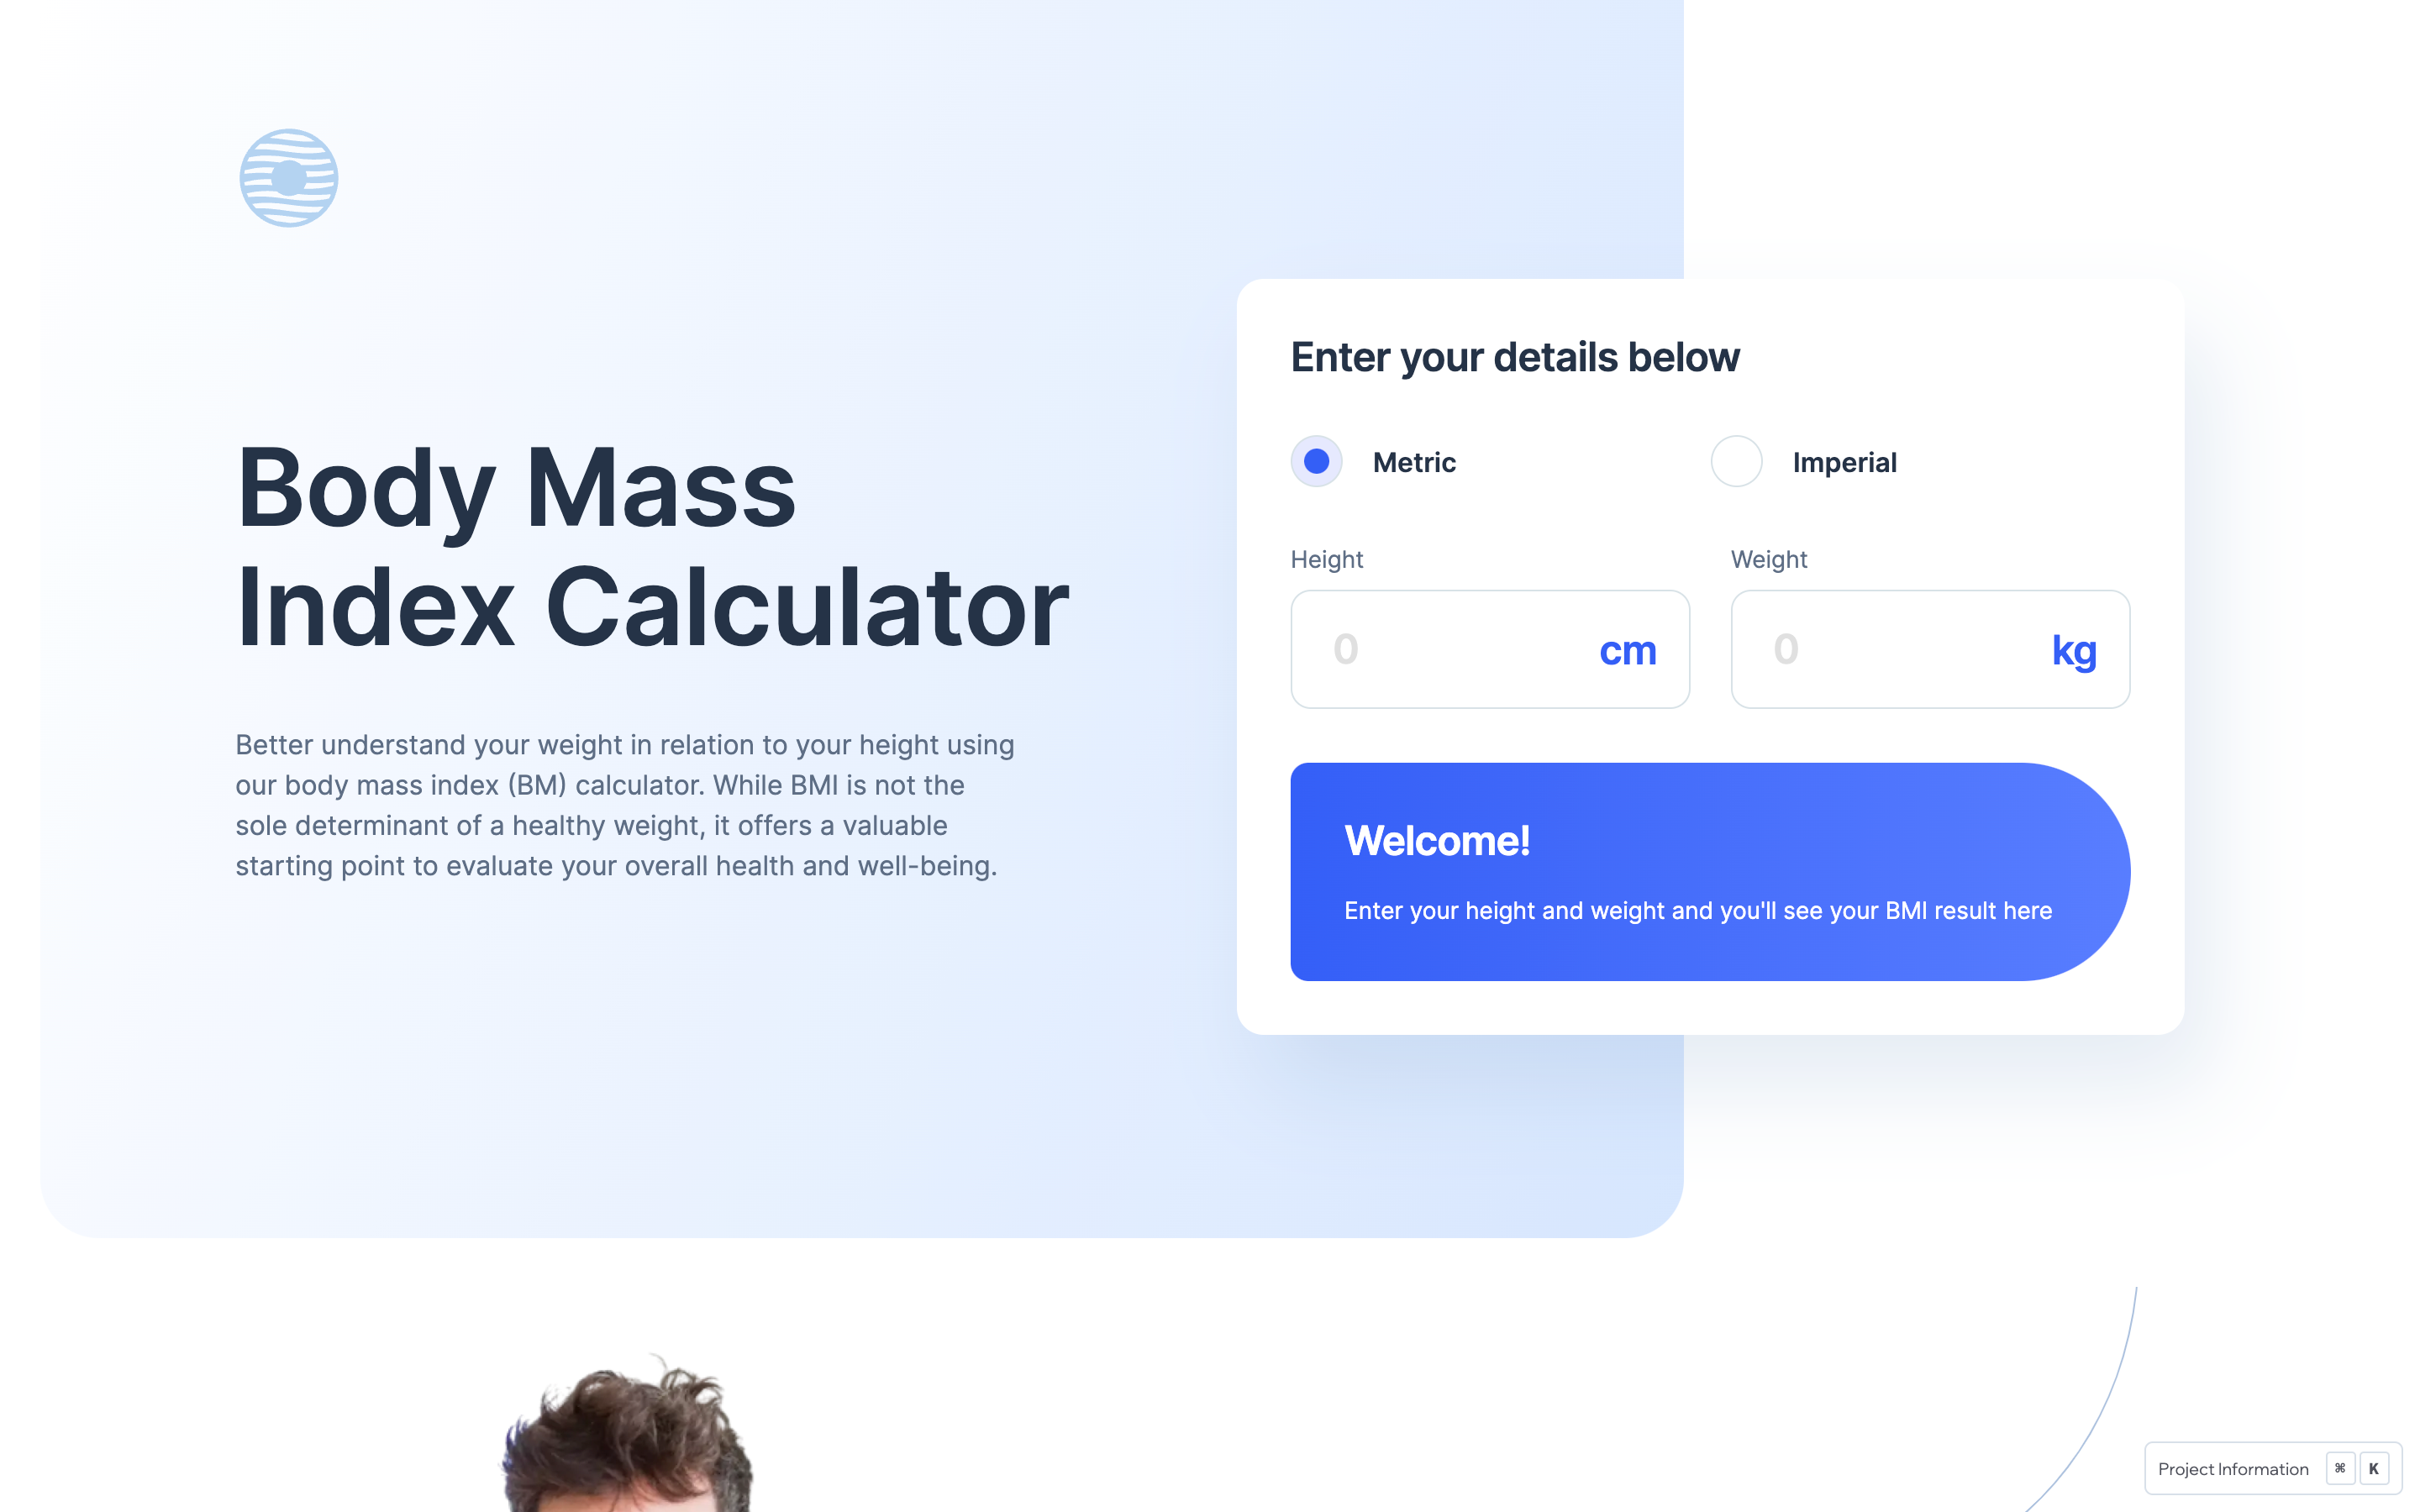 Body Mass
Index Calculator
Better understand your weight in relation to your height using
our body mass index (BM) calculator. While BMI is not the
sole determinant of a healthy weight, it offers a valuable
starting point to evaluate your overall health and well-being.
Enter your details below
Metric
Imperial
Height
Weight
0 cm
0 kg
Welcome!
Enter your height and weight and you'll see your BMI result here
Project Information ⌘ K